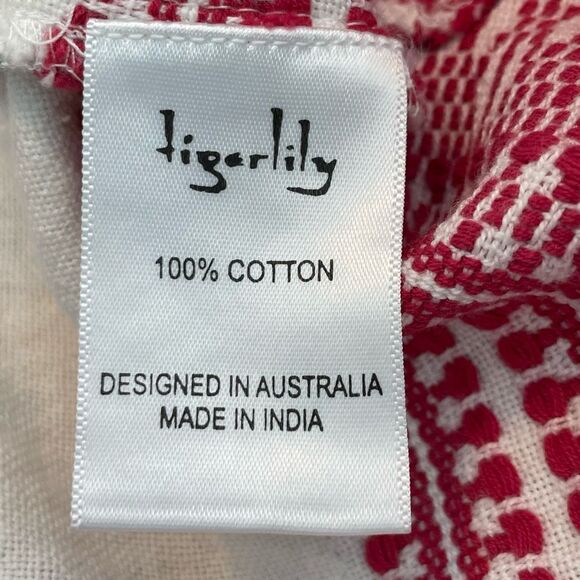 tigerlily
100% COTTON
DESIGNED IN AUSTRALIA
MADE IN INDIA